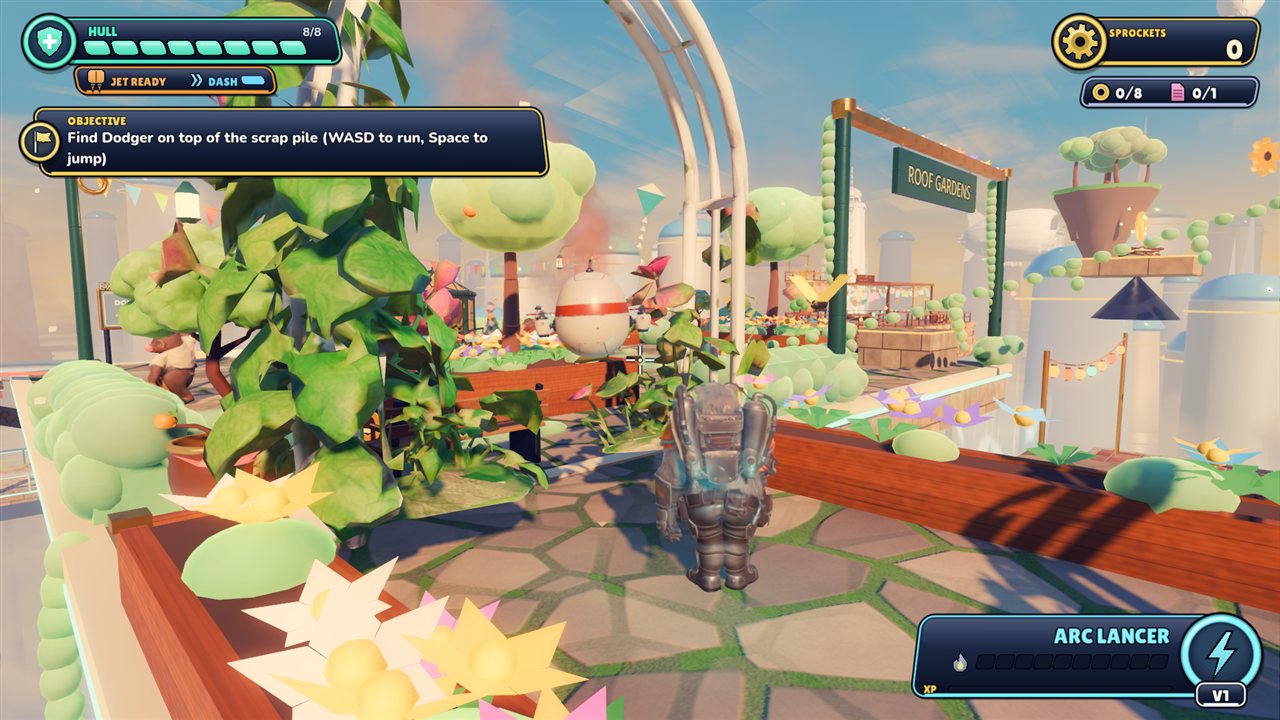 HULL
8/8
JET READY
DASH
OBJECTIVE
Find Dodger on top of the scrap pile (WASD to run, Space to
jump)
SPROCKETS
0
0/8
0/1
ROOF GARDENS
ARC LANCER
XP
V1